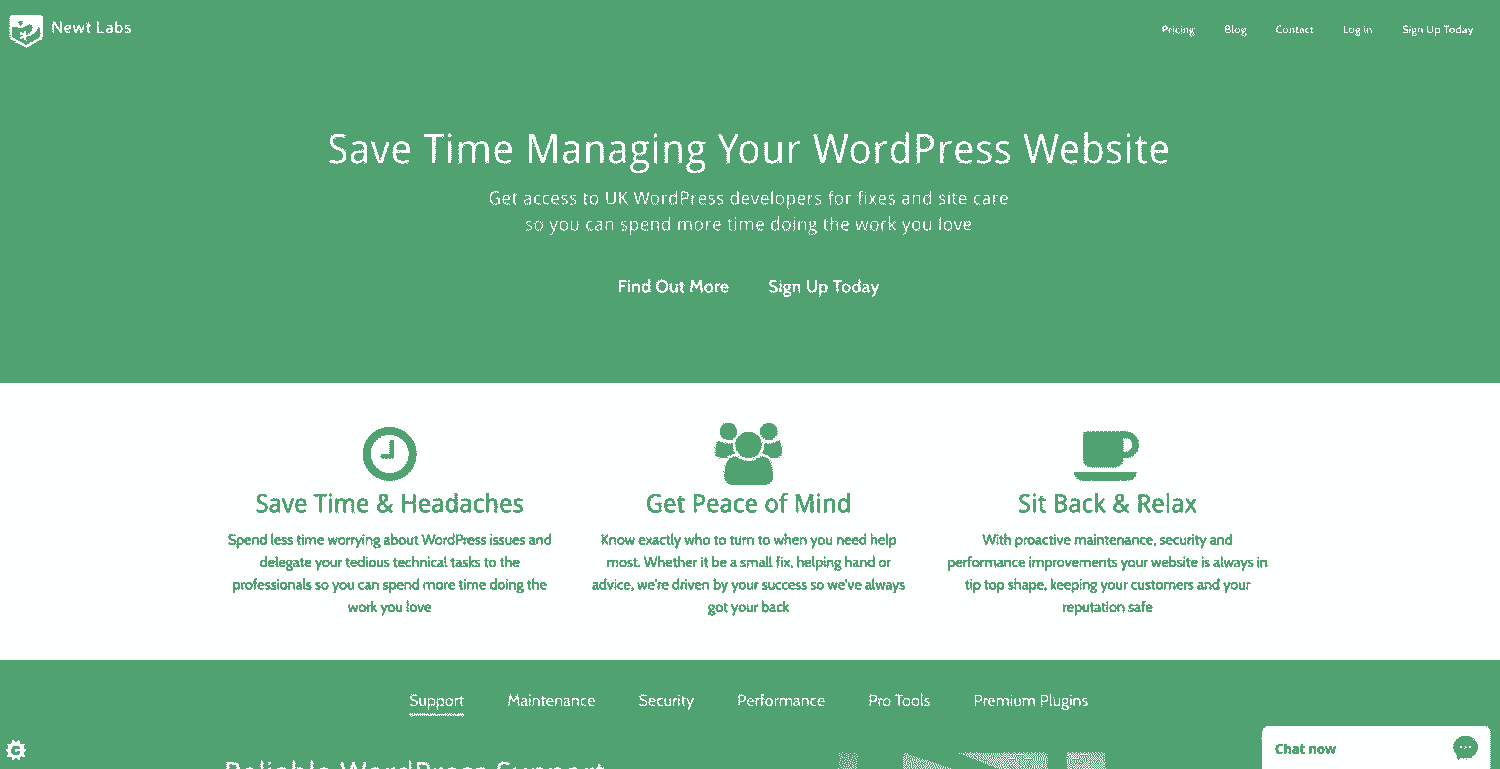 Newt Labs
Pricing Blog Contact Log in Sign Up Today
Save Time Managing Your WordPress Website
Get access to UK WordPress developers for fixes and site care
so you can spend more time doing the work you love
Find Out More Sign Up Today
Save Time & Headaches
Spend less time worrying about WordPress issues and
delegate your tedious technical tasks to the
professionals so you can spend more time doing the
work you love
Get Peace of Mind
Know exactly who to turn to when you need help
most. Whether it be a small fix, helping hand or
advice, we're driven by your success so we've always
got your back
Sit Back & Relax
With proactive maintenance, security and
performance improvements your website is always in
tip top shape, keeping your customers and your
reputation safe
Support Maintenance Security Performance Pro Tools Premium Plugins
Reliable WordPress Support
G
Chat now